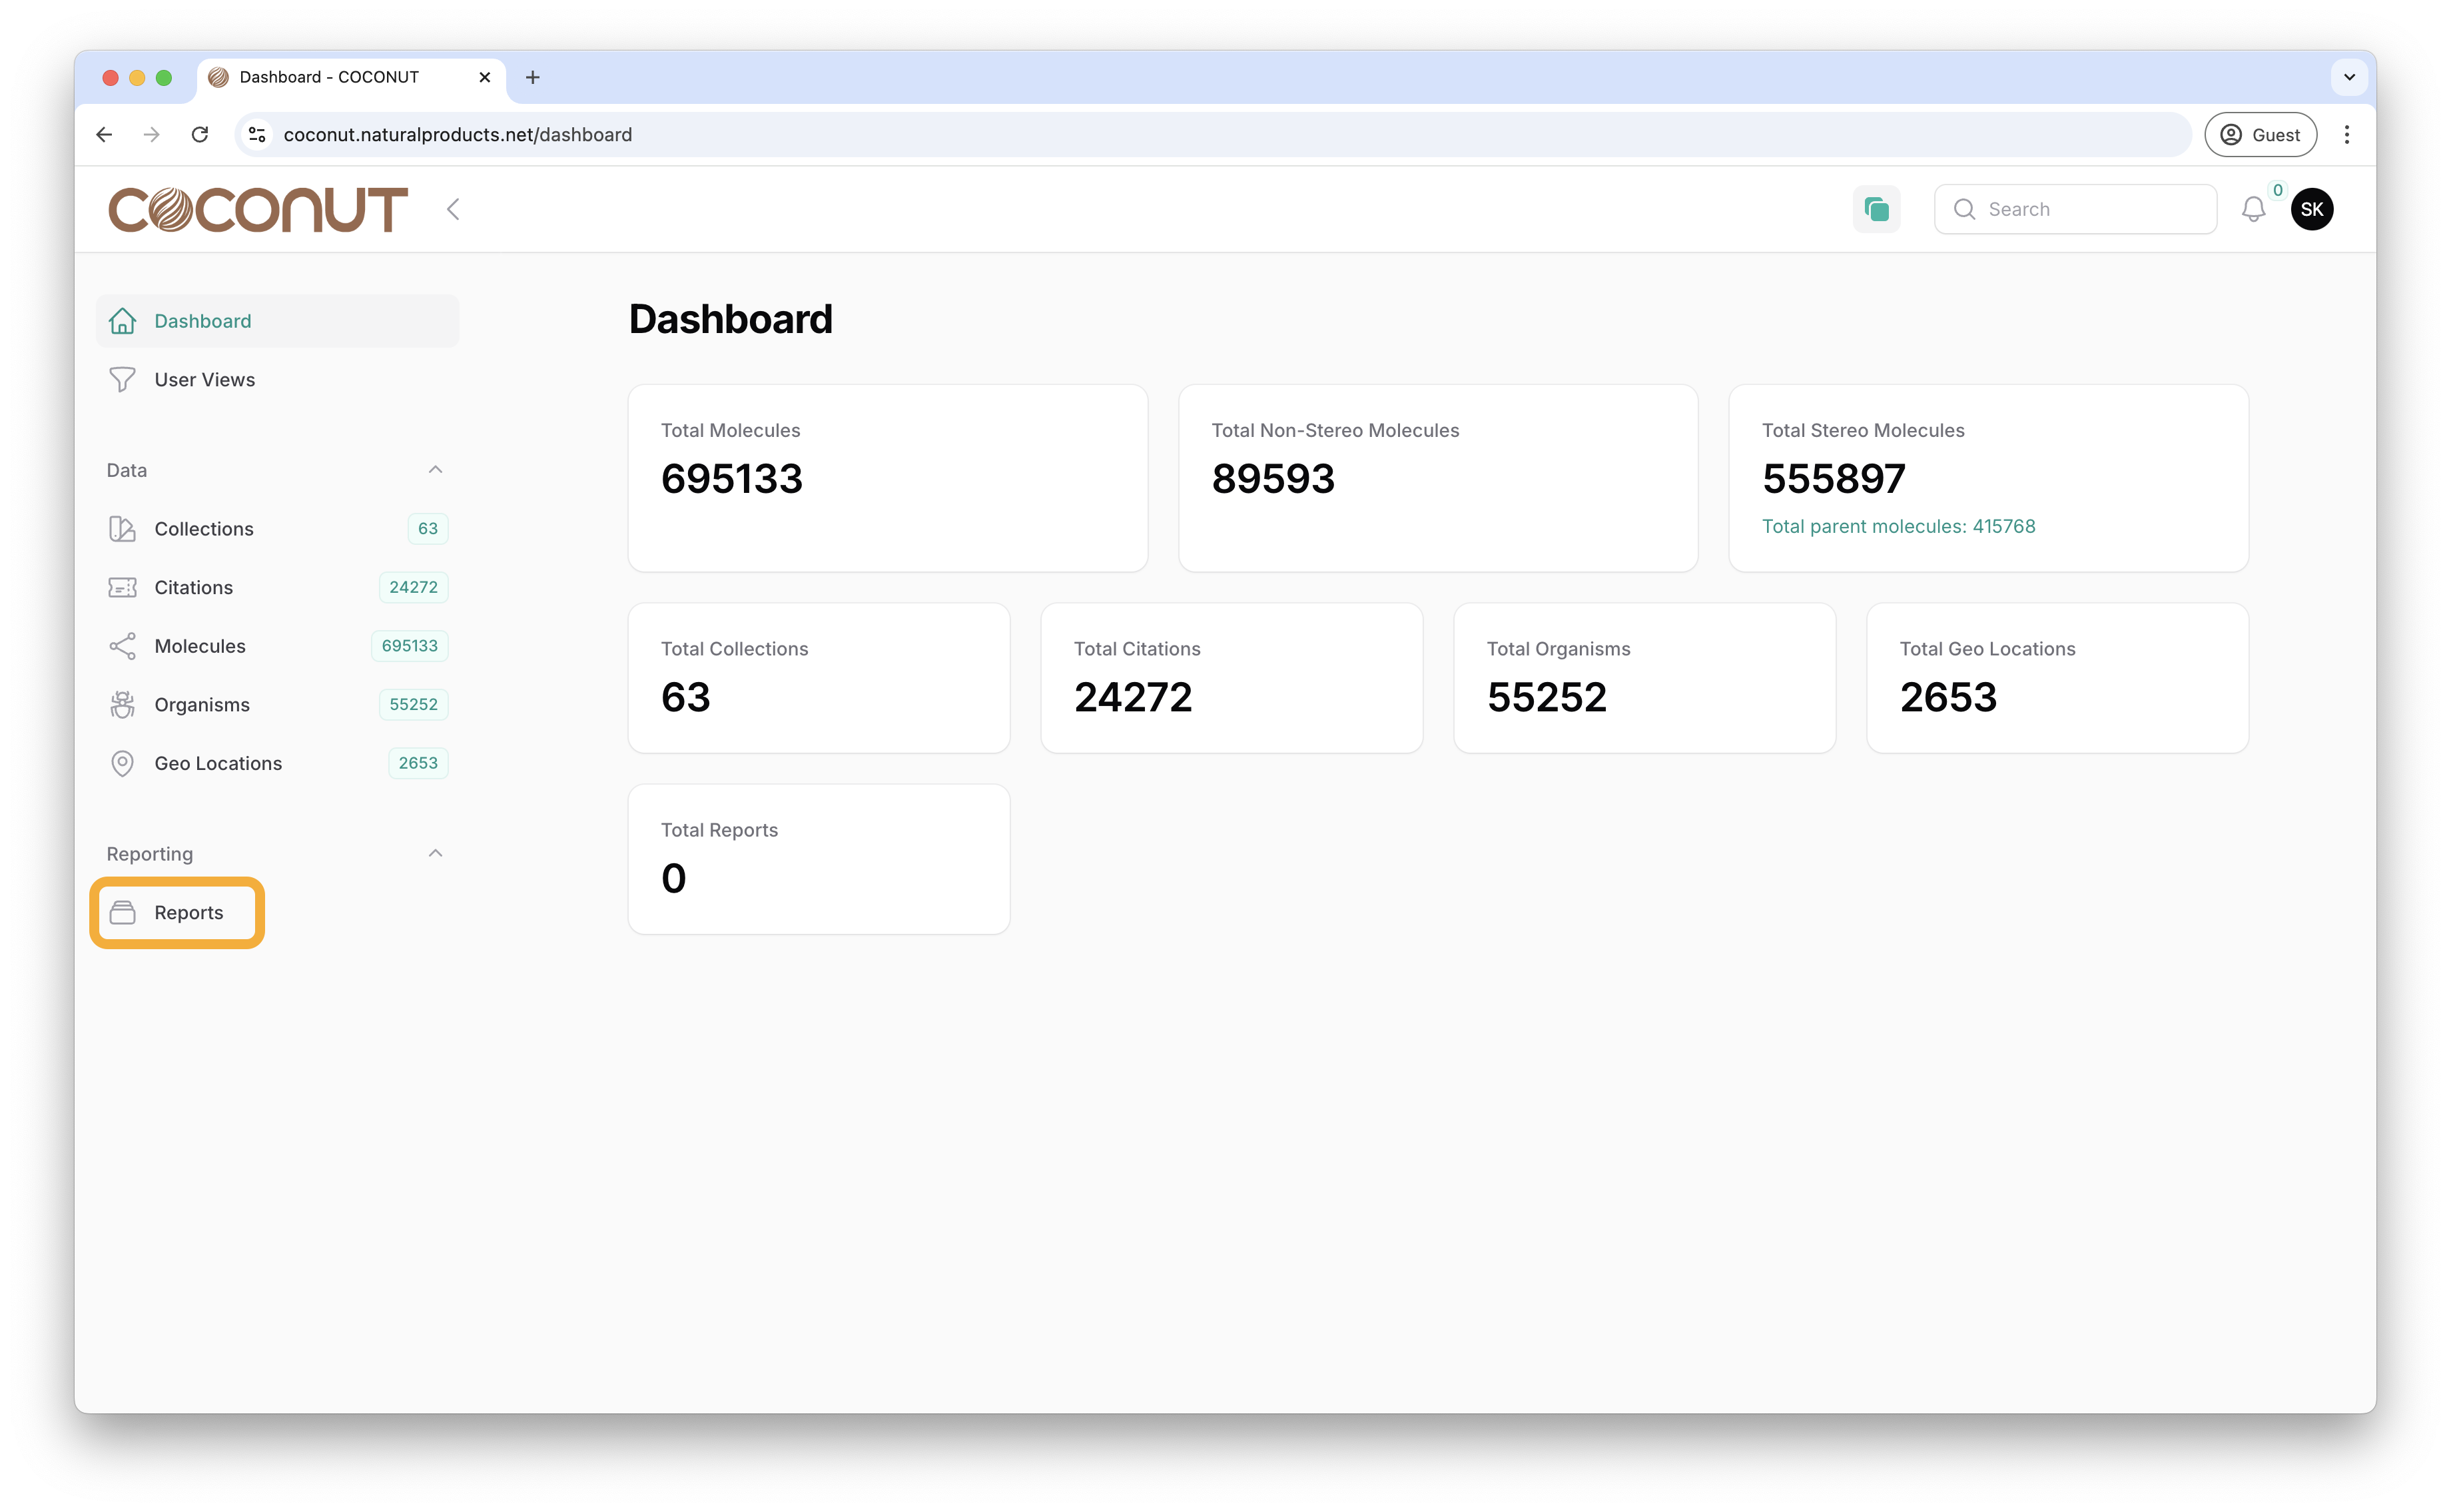 Dashboard - COCONUT
coconut.naturalproducts.net/dashboard
Guest
COCONUT
Search
0
SK
Dashboard
User Views
Data
Collections 63
Citations 24272
Molecules 695133
Organisms 55252
Geo Locations 2653
Reporting
Reports
Dashboard
Total Molecules
695133
Total Non-Stereo Molecules
89593
Total Stereo Molecules
555897
Total parent molecules: 415768
Total Collections
63
Total Citations
24272
Total Organisms
55252
Total Geo Locations
2653
Total Reports
0